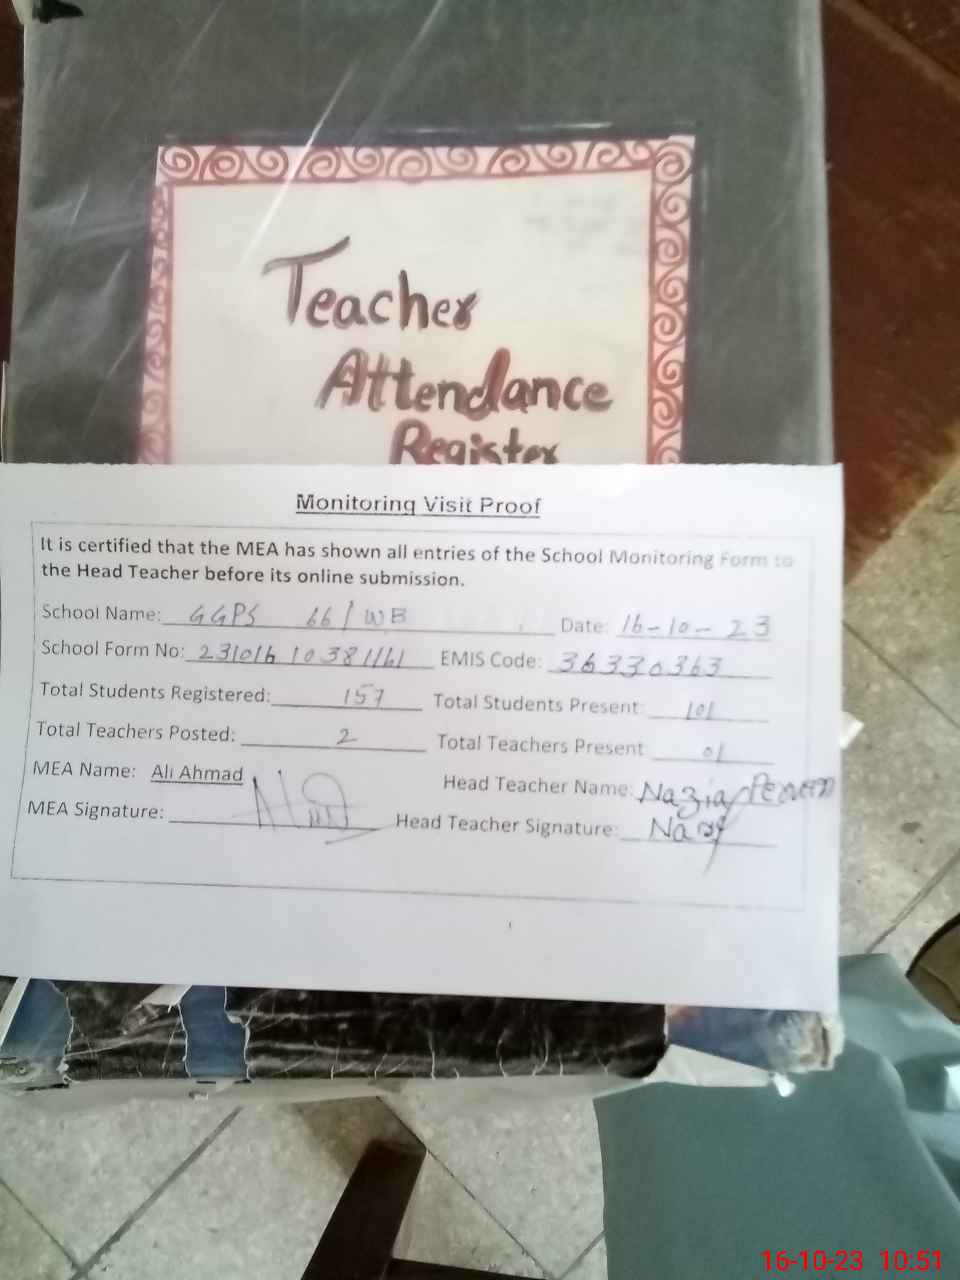 Teacher
Attendance
Register
Monitoring Visit Proof
It is certified that the MEA has shown all entries of the School Monitoring Form to
the Head Teacher before its online submission.
School Name: GGPS 66/WB Date: 16-10-23
School Form No: 231016 10381161 EMIS Code: 36330363
Total Students Registered: 157 Total Students Present: 101
Total Teachers Posted: 2 Total Teachers Present 01
MEA Name: Ali Ahmad Head Teacher Name: Nazia Perveen
MEA Signature: Head Teacher Signature:
16-10-23 10:51